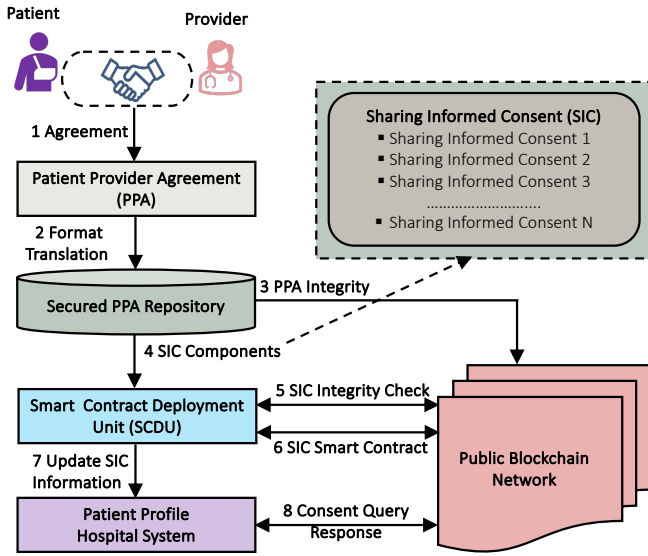 Patient
Provider
1 Agreement
Patient Provider Agreement
(PPA)
2 Format
Translation
Secured PPA Repository
3 PPA Integrity
4 SIC Components
Sharing Informed Consent (SIC)
▪ Sharing Informed Consent 1
▪ Sharing Informed Consent 2
▪ Sharing Informed Consent 3
............................
▪ Sharing Informed Consent N
Smart Contract Deployment
Unit (SCDU)
5 SIC Integrity Check
6 SIC Smart Contract
Public Blockchain
Network
7 Update SIC
Information
Patient Profile
Hospital System
8 Consent Query
Response